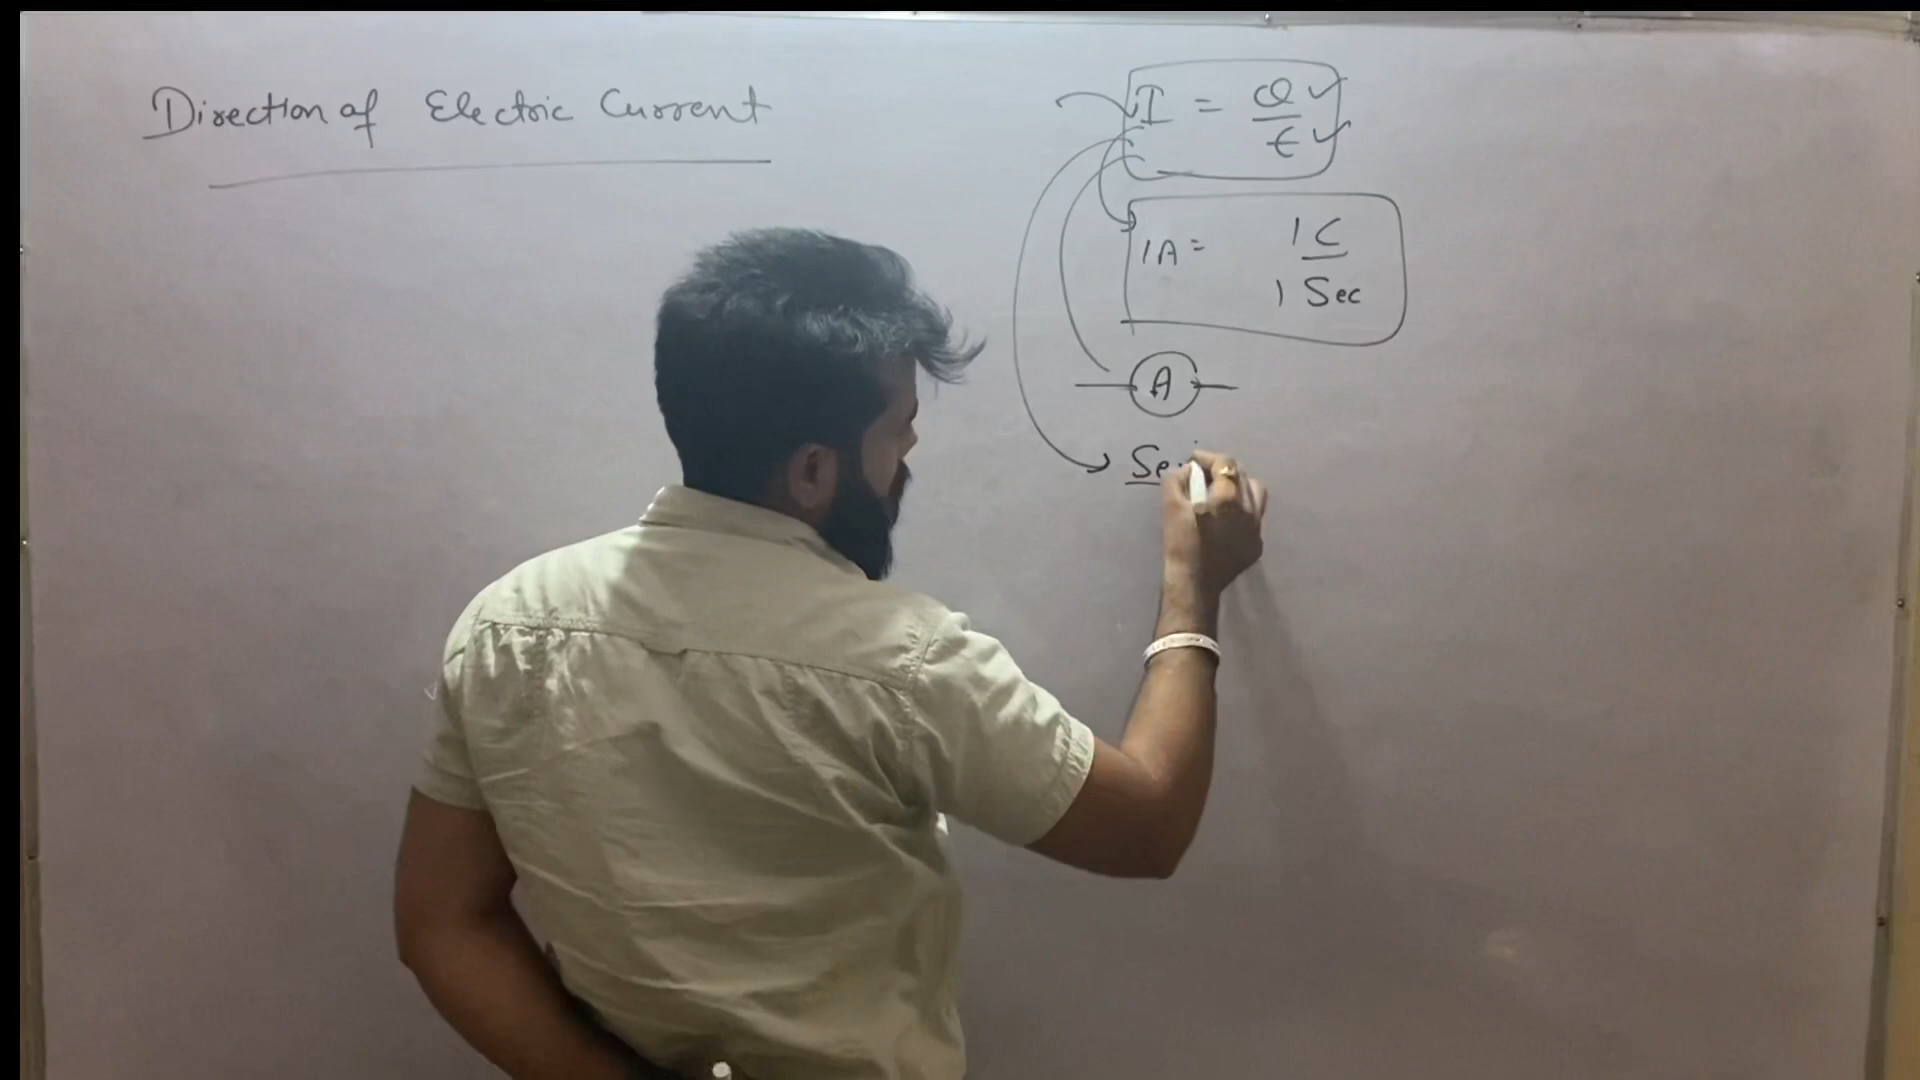 Direction of Electric Current
I = Q
t
1A = 1C
1 Sec
A